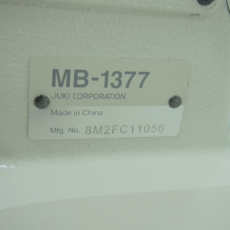 MB-1377
JUKI CORPORATION
Made in China
Mfg. No. 8M2FC11056